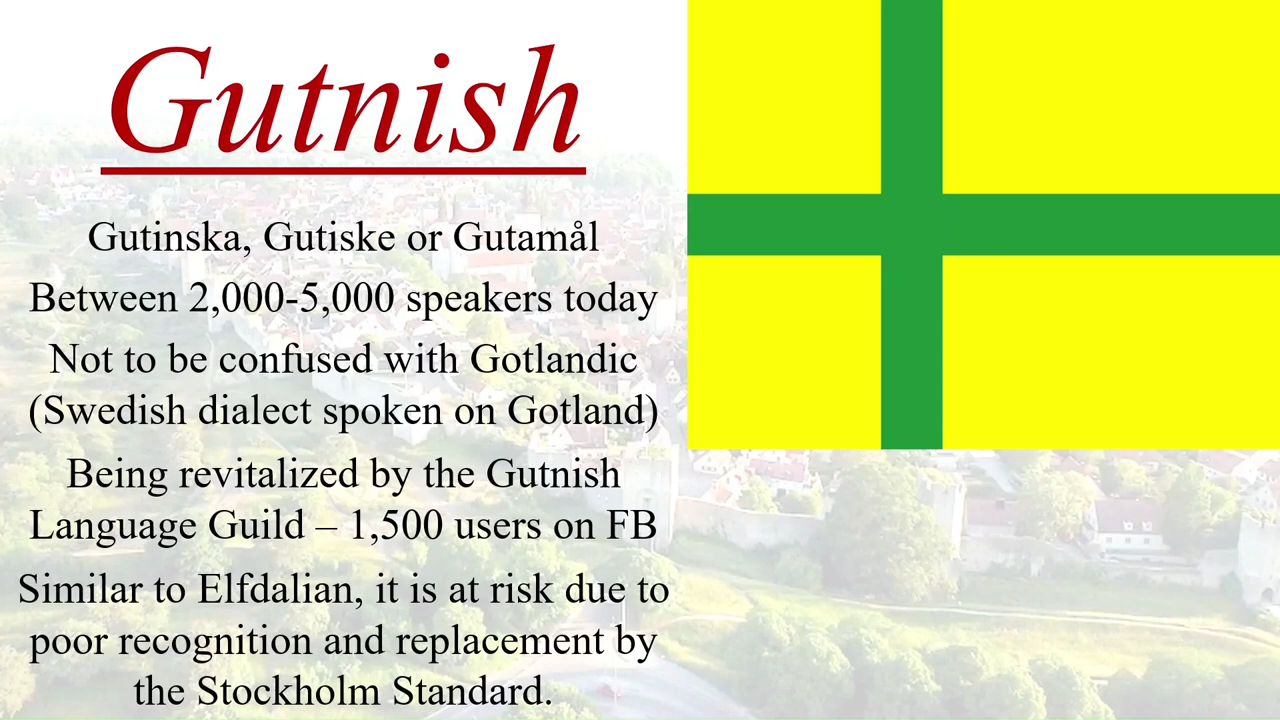 Gutnish
Gutinska, Gutiske or Gutamål
Between 2,000-5,000 speakers today
Not to be confused with Gotlandic
(Swedish dialect spoken on Gotland)
Being revitalized by the Gutnish
Language Guild – 1,500 users on FB
Similar to Elfdalian, it is at risk due to
poor recognition and replacement by
the Stockholm Standard.